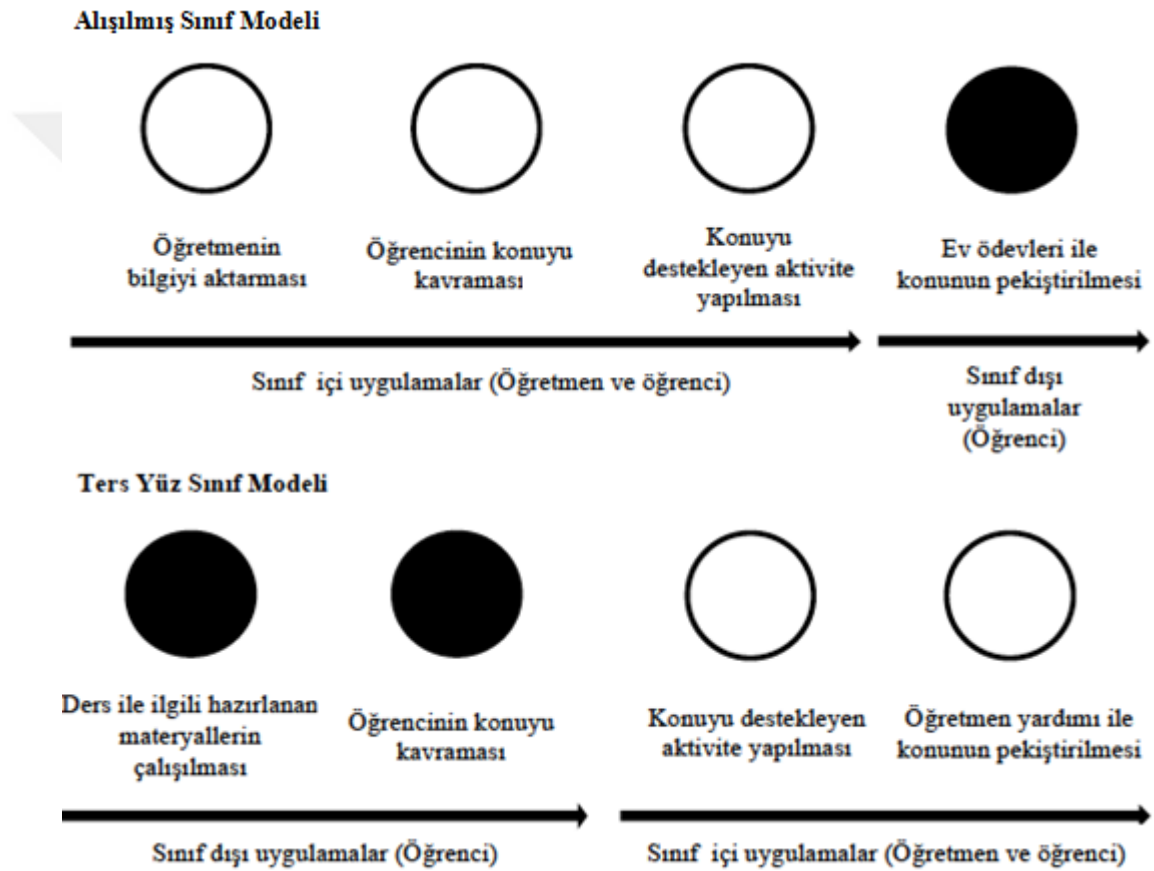 Alışılmış Sınıf Modeli
Öğretmenin
bilgiyi aktarması
Öğrencinin konuyu
kavraması
Konuyu
destekleyen aktivite
yapılması
Ev ödevleri ile
konunun pekiştirilmesi
Sınıf içi uygulamalar (Öğretmen ve öğrenci)
Sınıf dışı
uygulamalar
(Öğrenci)
Ters Yüz Sınıf Modeli
Ders ile ilgili hazırlanan
materyallerin
çalışılması
Öğrencinin konuyu
kavraması
Konuyu destekleyen
aktivite yapılması
Öğretmen yardımı ile
konunun pekiştirilmesi
Sınıf dışı uygulamalar (Öğrenci)
Sınıf içi uygulamalar (Öğretmen ve öğrenci)